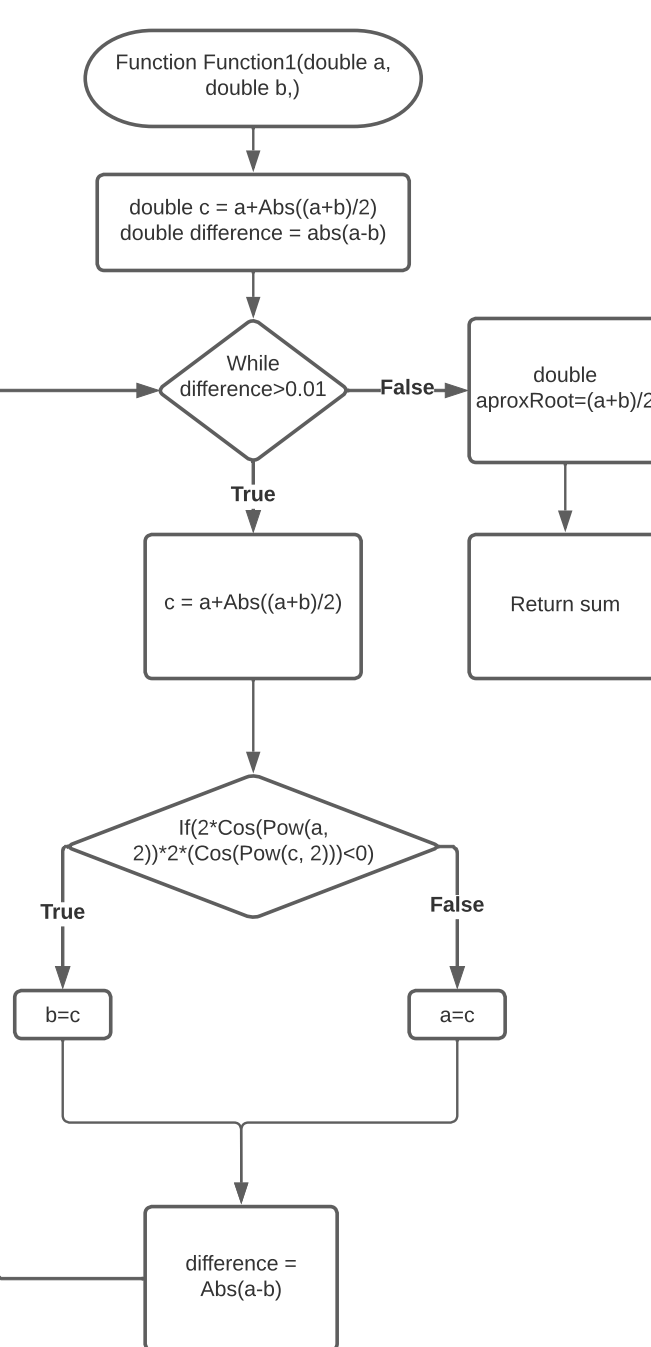 Function Function1(double a,
double b,)
double c = a+Abs((a+b)/2)
double difference = abs(a-b)
While
difference>0.01
False
double
aproxRoot=(a+b)/2
True
c = a+Abs((a+b)/2)
Return sum
If(2*Cos(Pow(a,
2))*2*(Cos(Pow(c, 2)))<0)
True
False
b=c
a=c
difference =
Abs(a-b)